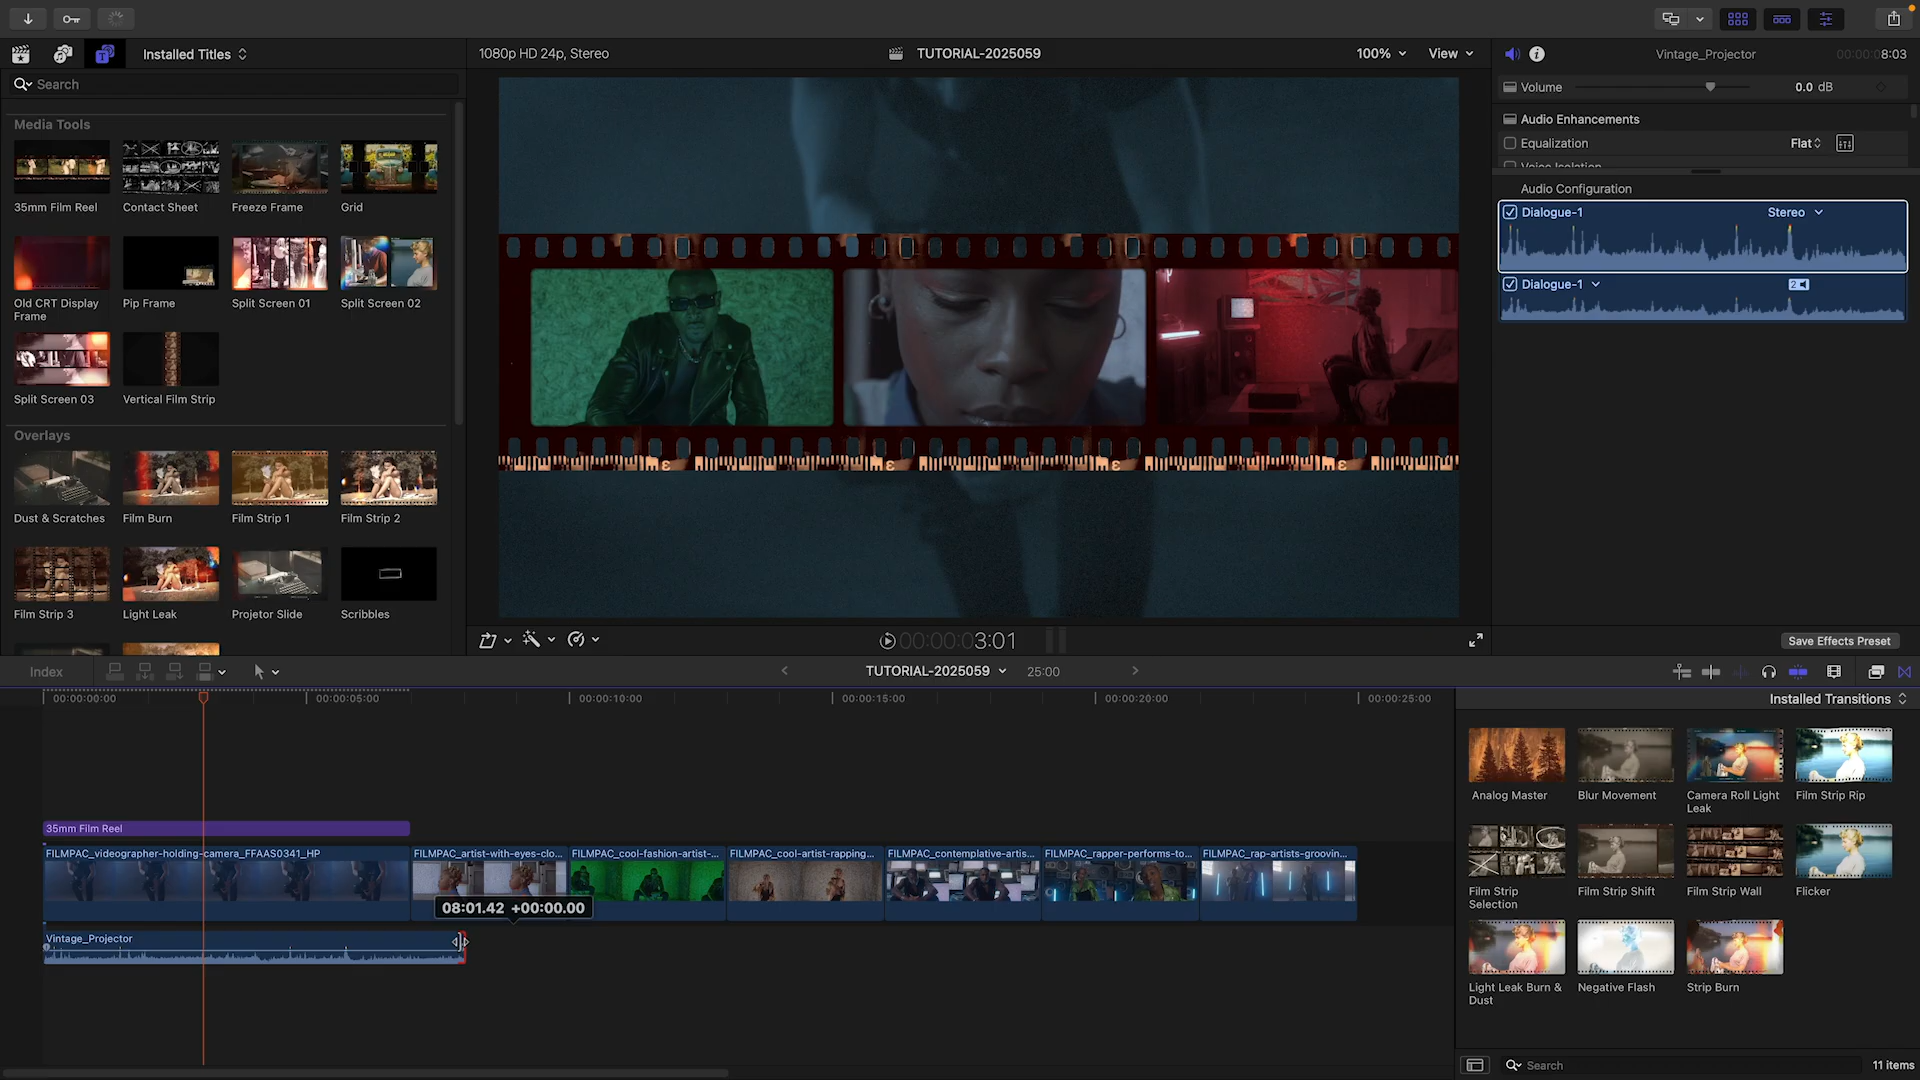 Installed Titles
1080p HD 24p, Stereo
TUTORIAL-2025059
100%
View
Vintage_Projector
00:00:08:03
Search
Volume
0.0 dB
Media Tools
Audio Enhancements
Equalization
Flat
Voice Isolation
Audio Configuration
35mm Film Reel
Contact Sheet
Freeze Frame
Grid
Dialogue-1
Stereo
Dialogue-1
2
Old CRT Display
Frame
Pip Frame
Split Screen 01
Split Screen 02
Split Screen 03
Vertical Film Strip
Overlays
Dust & Scratches
Film Burn
Film Strip 1
Film Strip 2
Film Strip 3
Light Leak
Projetor Slide
Scribbles
00:00:03:01
Save Effects Preset
Index
TUTORIAL-2025059
25:00
00:00:00:00
00:00:05:00
00:00:10:00
00:00:15:00
00:00:20:00
00:00:25:00
Installed Transitions
35mm Film Reel
FILMPAC_videographer-holding-camera_FFAAS0341_HP
FILMPAC_artist-with-eyes-clo...
FILMPAC_cool-fashion-artist-...
FILMPAC_cool-artist-rapping...
FILMPAC_contemplative-artis...
FILMPAC_rapper-performs-to...
FILMPAC_rap-artists-groovin...
08:01.42 +00:00.00
Vintage_Projector
Analog Master
Blur Movement
Camera Roll Light
Leak
Film Strip Rip
Film Strip
Selection
Film Strip Shift
Film Strip Wall
Flicker
Light Leak Burn &
Dust
Negative Flash
Strip Burn
Search
11 items